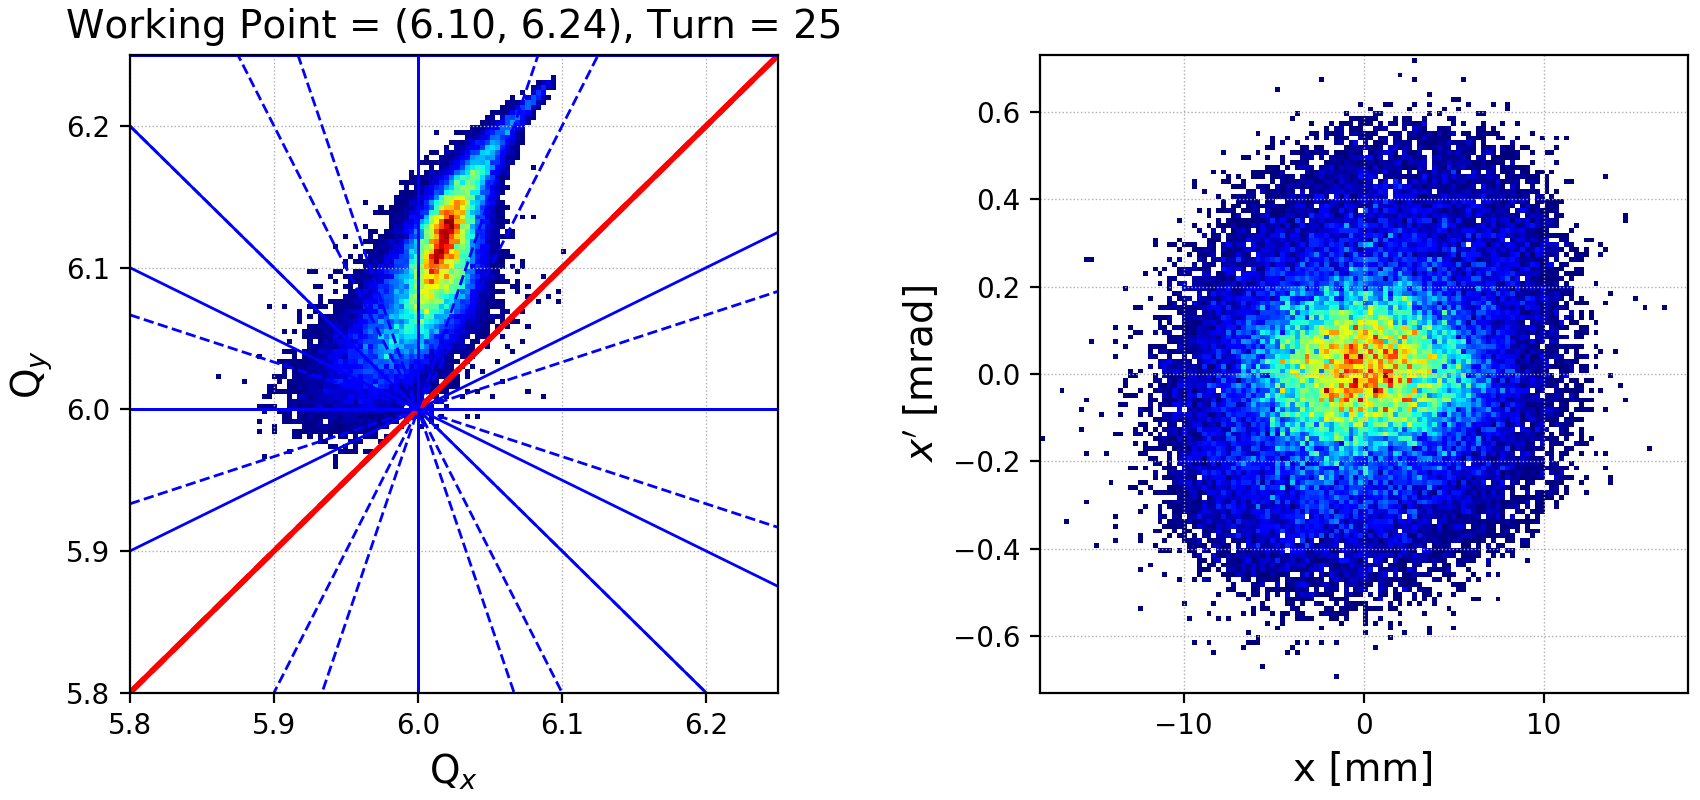 Working Point = (6.10, 6.24), Turn = 25
6.2
6.1
6.0
5.9
5.8
Q_y
5.8 5.9 6.0 6.1 6.2
Q_x
0.6
0.4
0.2
0.0
−0.2
−0.4
−0.6
x′ [mrad]
−10 0 10
x [mm]